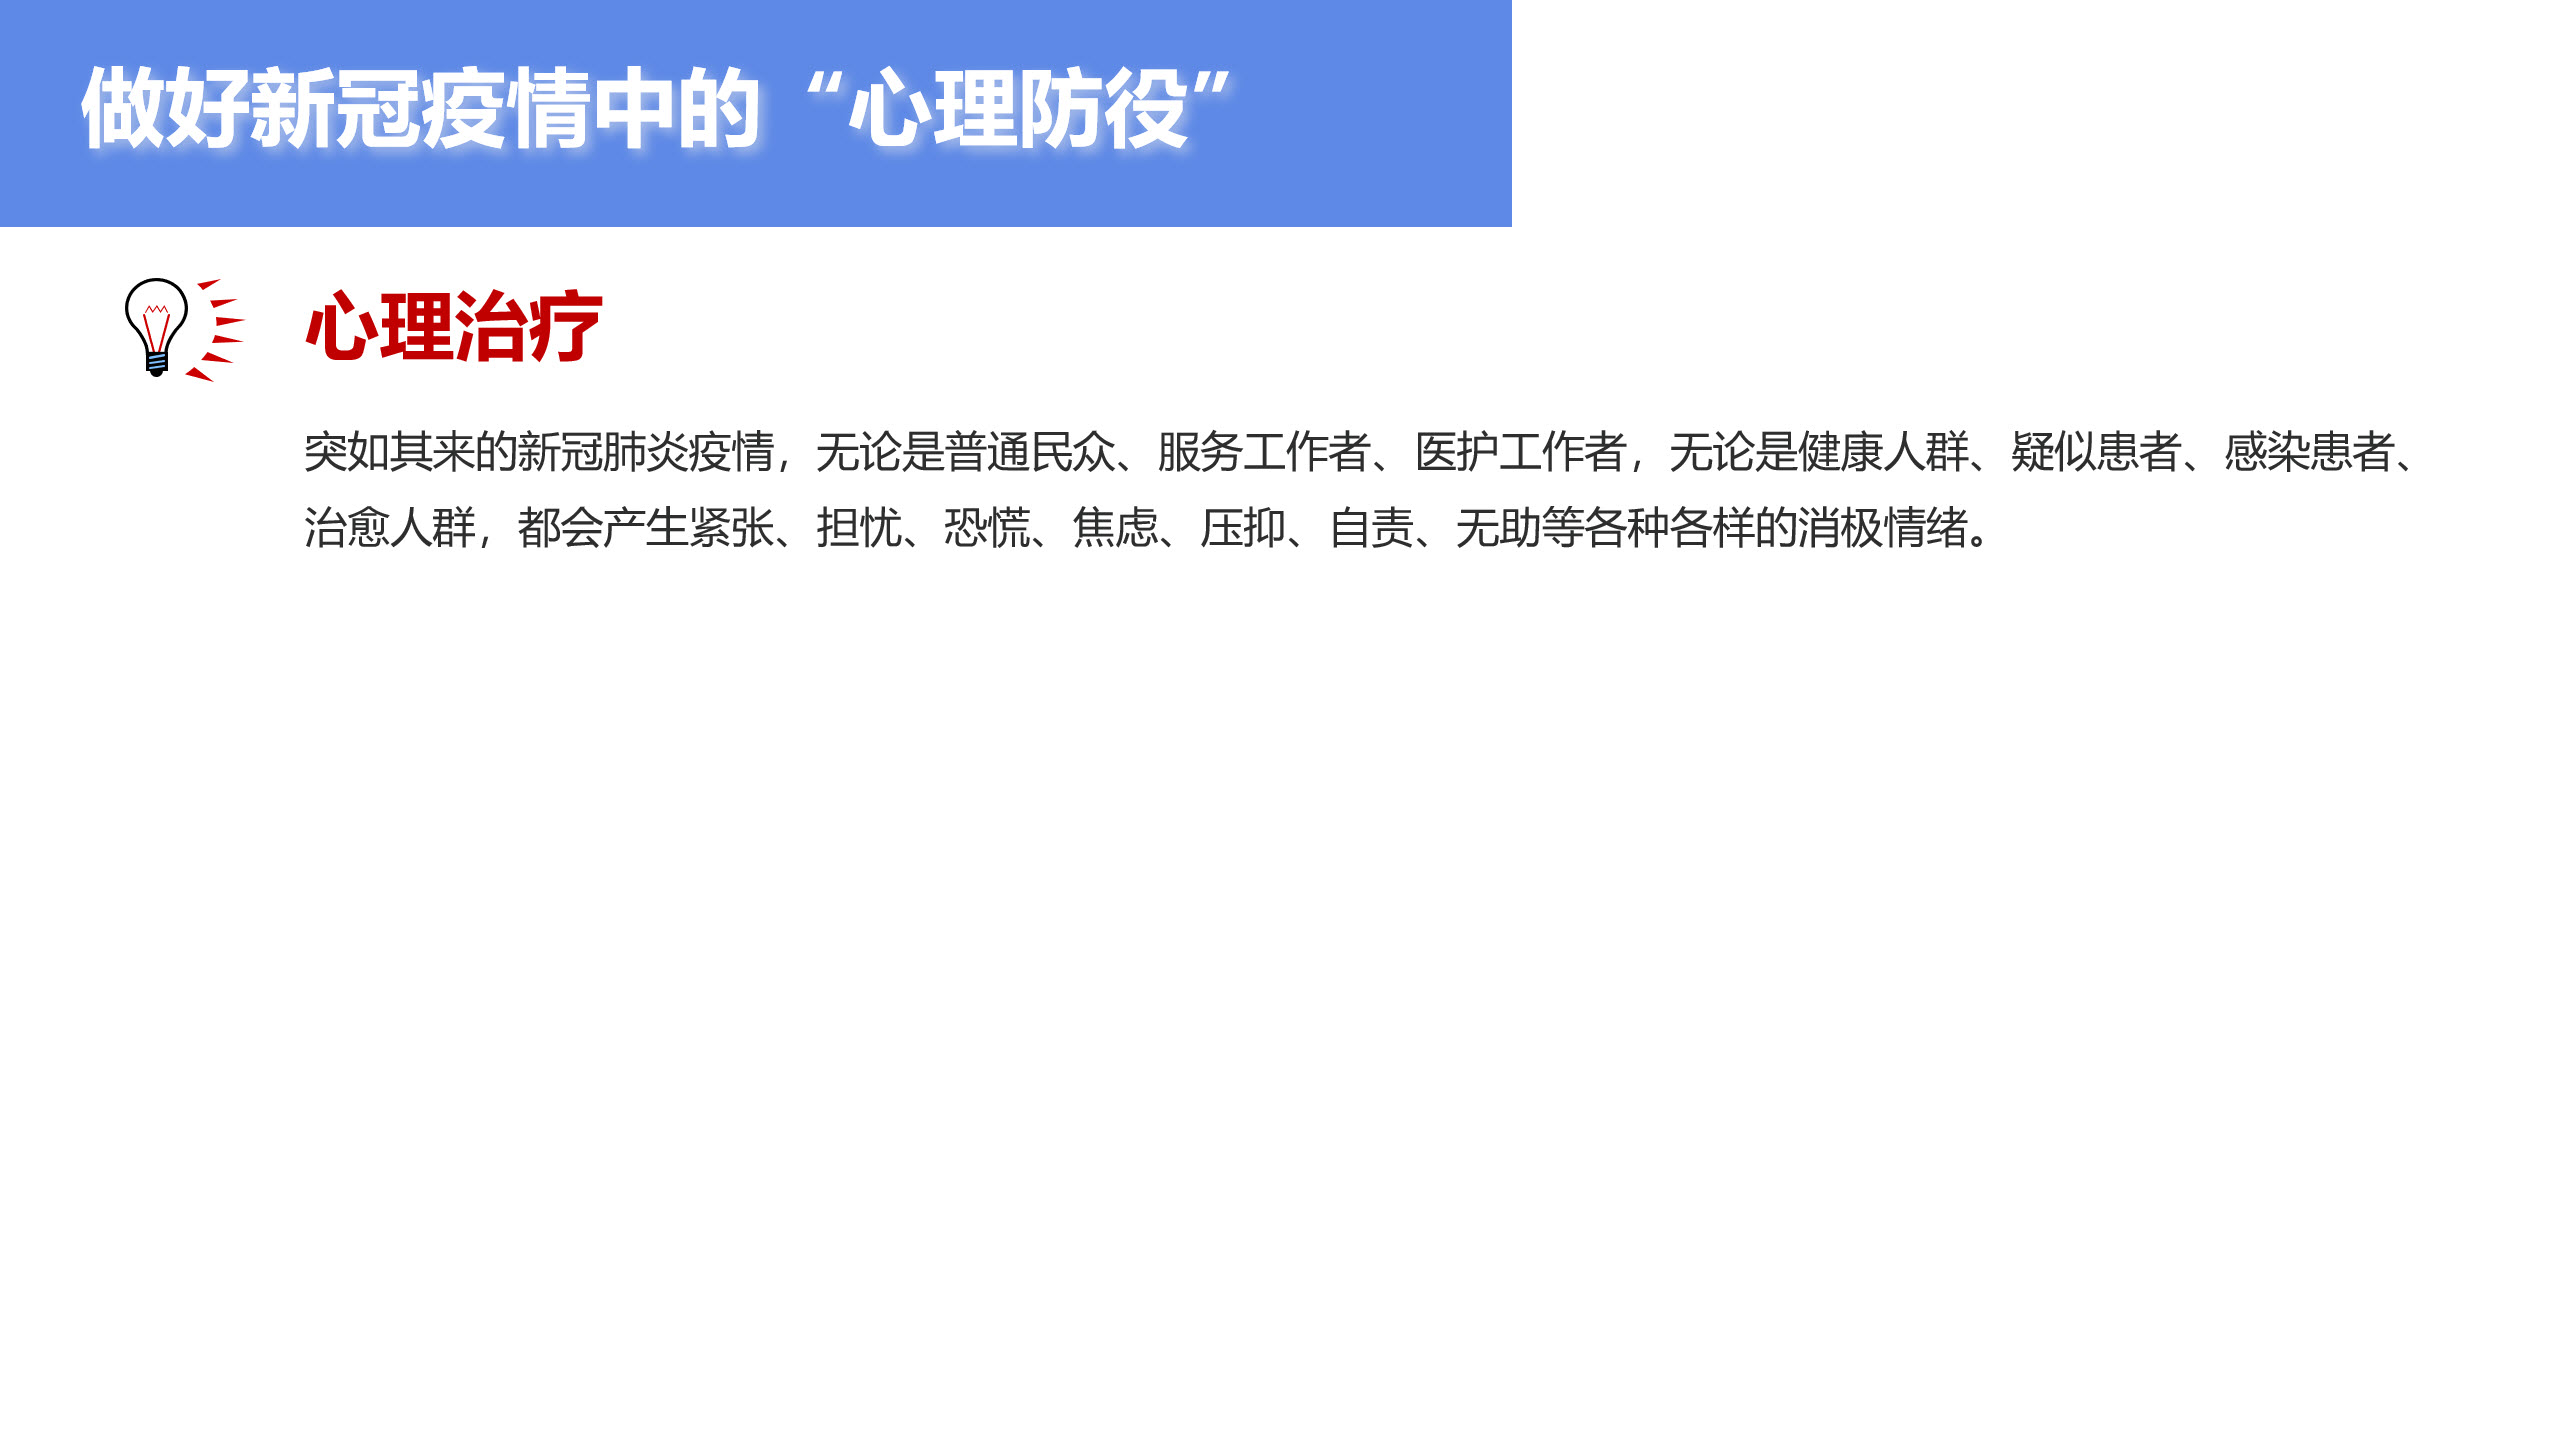 做好新冠疫情中的“心理防役”
心理治疗
突如其来的新冠肺炎疫情，无论是普通民众、服务工作者、医护工作者，无论是健康人群、疑似患者、感染患者、
治愈人群，都会产生紧张、担忧、恐慌、焦虑、压抑、自责、无助等各种各样的消极情绪。